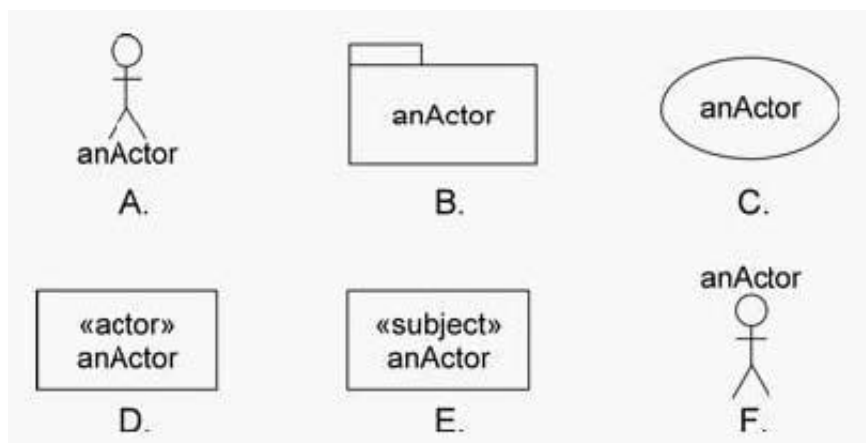 anActor
A.
anActor
B.
anActor
C.
«actor»
anActor
D.
«subject»
anActor
E.
anActor
F.